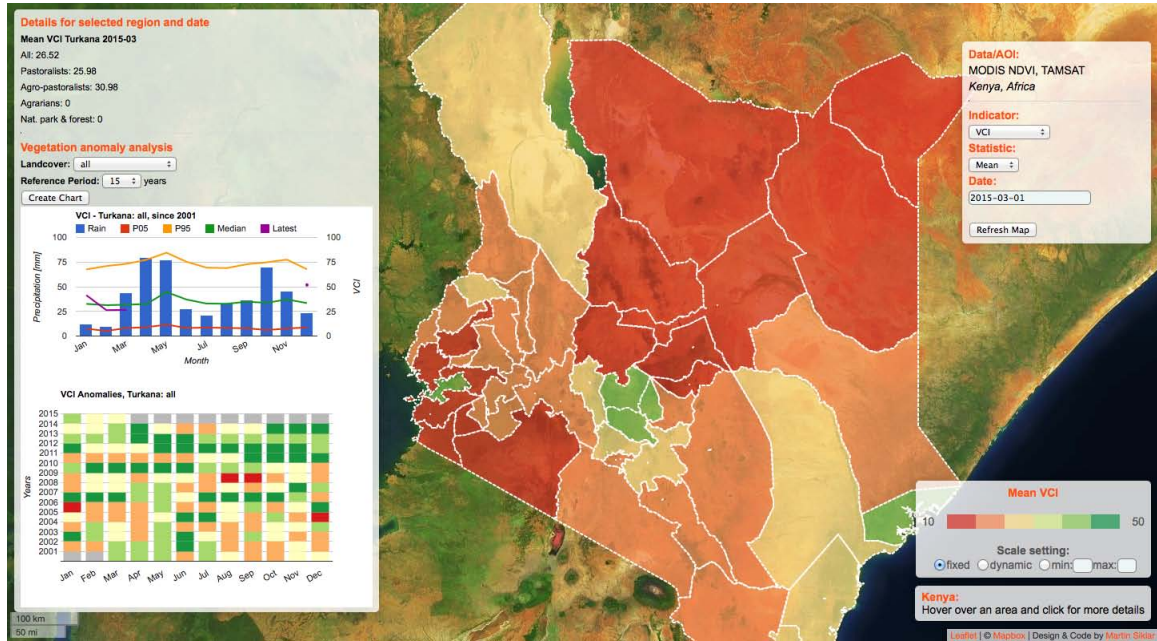 Details for selected region and date
Mean VCI Turkana 2015-03
All: 26.52
Pastoralists: 25.98
Agro-pastoralists: 30.98
Agrarians: 0
Nat. park & forest: 0
Vegetation anomaly analysis
Landcover: all
Reference Period: 15 years
Create Chart
VCI - Turkana: all, since 2001
Rain P05 P95 Median Latest
100 100
75 75
50 50
25 25
0 0
Precipitation [mm]
VCI
Jan Mar May Jul Sep Nov
Month
VCI Anomalies, Turkana: all
2015
2014
2013
2012
2011
2010
2009
2008
2007
2006
2005
2004
2003
2002
2001
Years
Jan Feb Mar Apr May Jun Jul Aug Sep Oct Nov Dec
100 km
50 mi
Data/AOI:
MODIS NDVI, TAMSAT
Kenya, Africa
Indicator:
VCI
Statistic:
Mean
Date:
2015-03-01
Refresh Map
Mean VCI
10 50
Scale setting:
fixed dynamic min: max:
Kenya:
Hover over an area and click for more details
Leaflet | © Mapbox | Design & Code by Martin Sikla